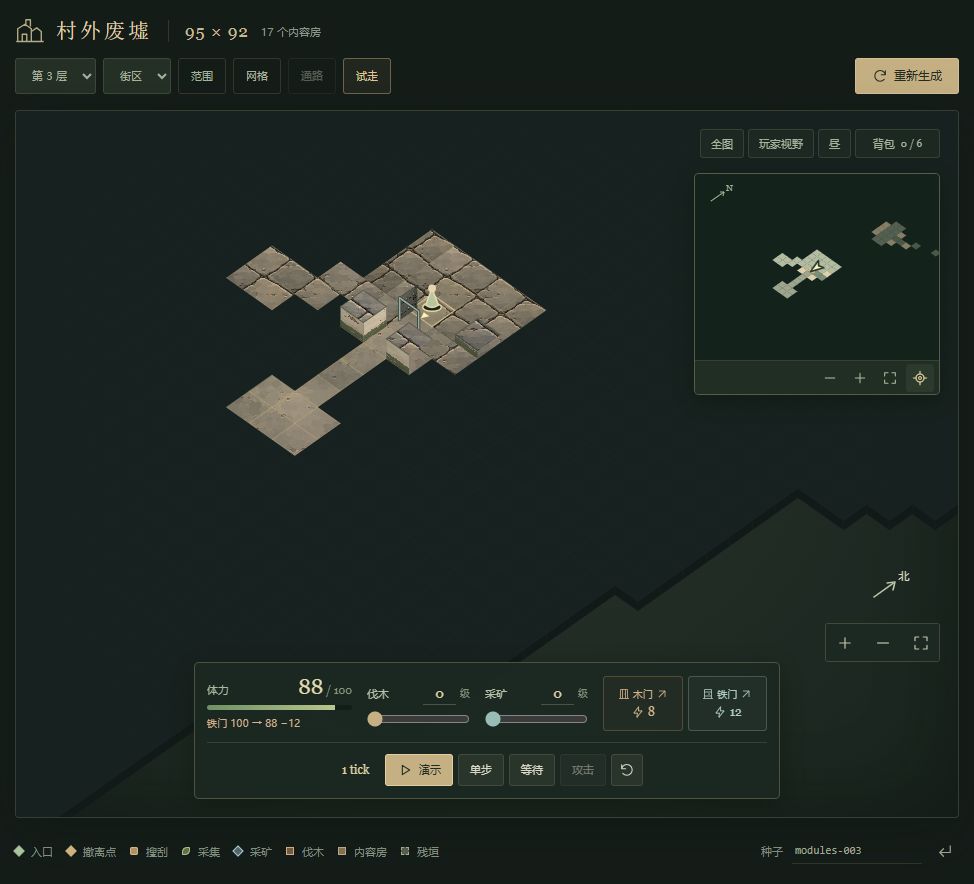 村外废墟 95 × 92 17 个内容房
第 3 层 街区 范围 网格 通路 试走 重新生成
全图 玩家视野 昼 背包 0 / 6
N
北
体力 88 / 100 伐木 0 级 采矿 0 级 木门 8 铁门 12
铁门 100 → 88 −12
1 tick 演示 单步 等待 攻击
入口 撤离点 搜刮 采集 采矿 伐木 内容房 残垣 种子 modules-003